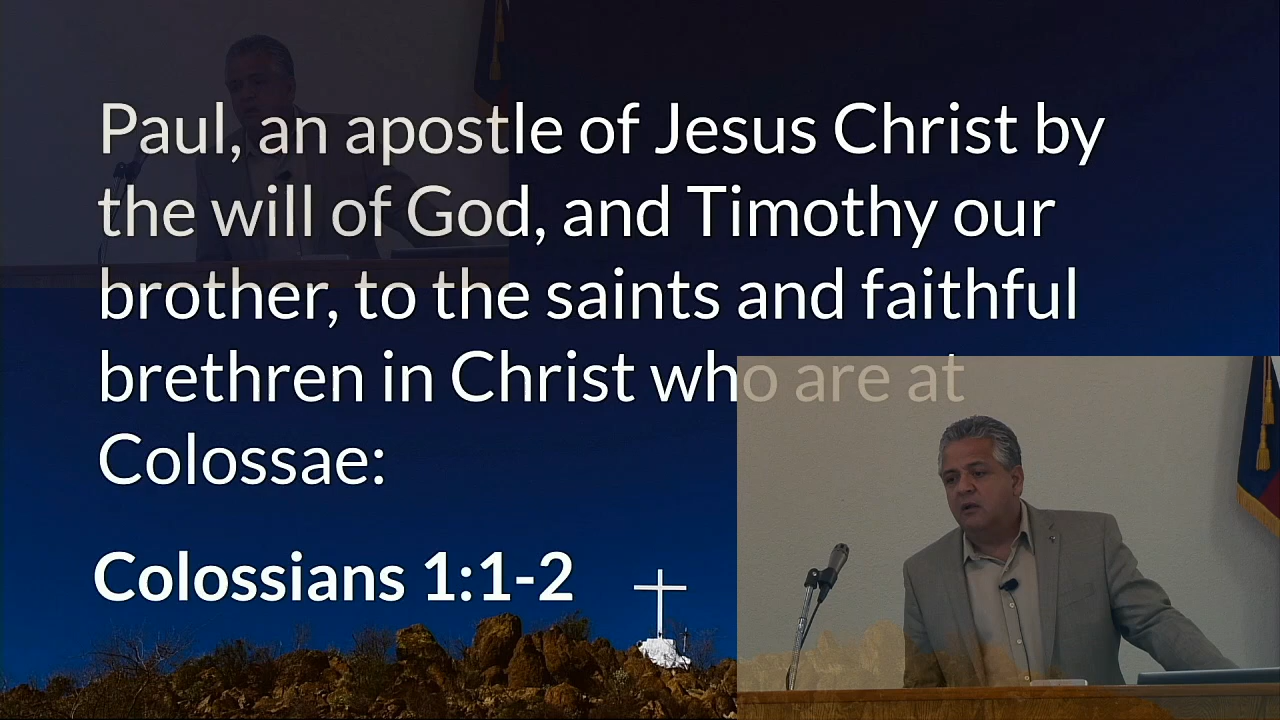 Paul, an apostle of Jesus Christ by
the will of God, and Timothy our
brother, to the saints and faithful
brethren in Christ who are at
Colossae:
Colossians 1:1-2